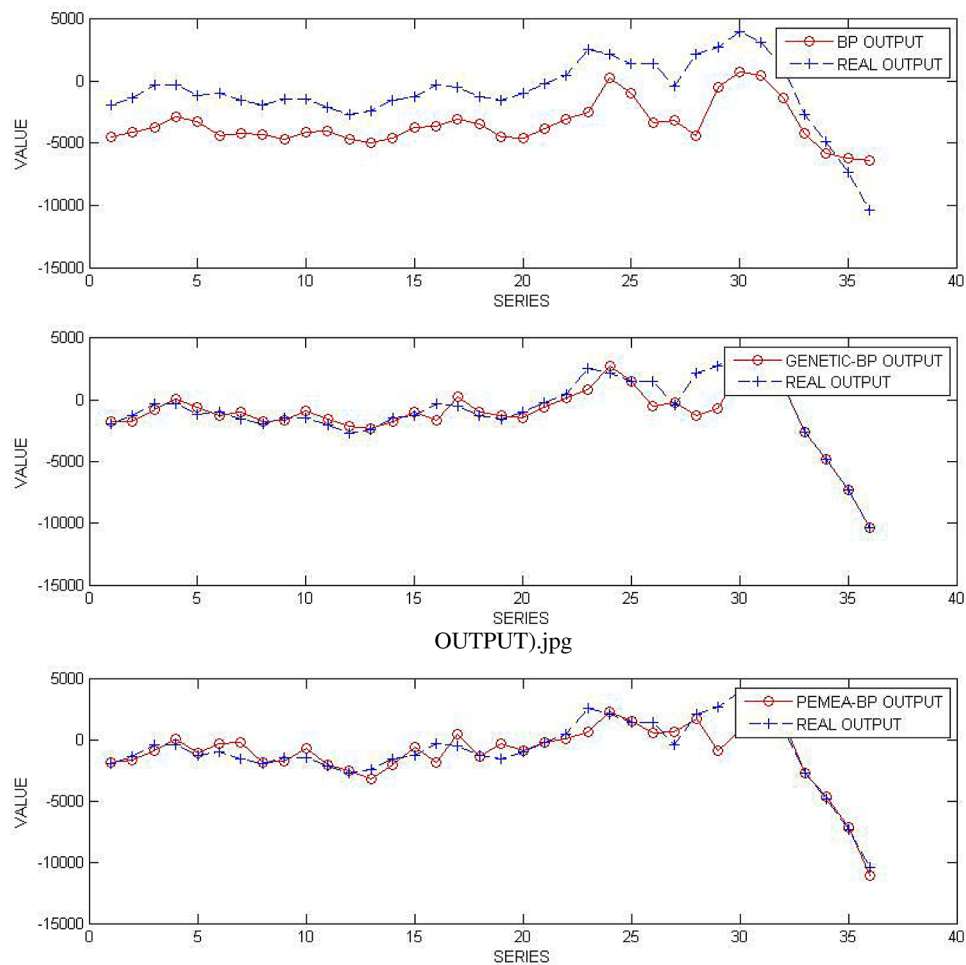 5000
0
-5000
-10000
-15000
VALUE
BP OUTPUT
REAL OUTPUT
0 5 10 15 20 25 30 35 40
SERIES
5000
0
-5000
-10000
-15000
VALUE
GENETIC-BP OUTPUT
REAL OUTPUT
0 5 10 15 20 25 30 35 40
SERIES
OUTPUT).jpg
5000
0
-5000
-10000
-15000
VALUE
PEMEA-BP OUTPUT
REAL OUTPUT
0 5 10 15 20 25 30 35 40
SERIES